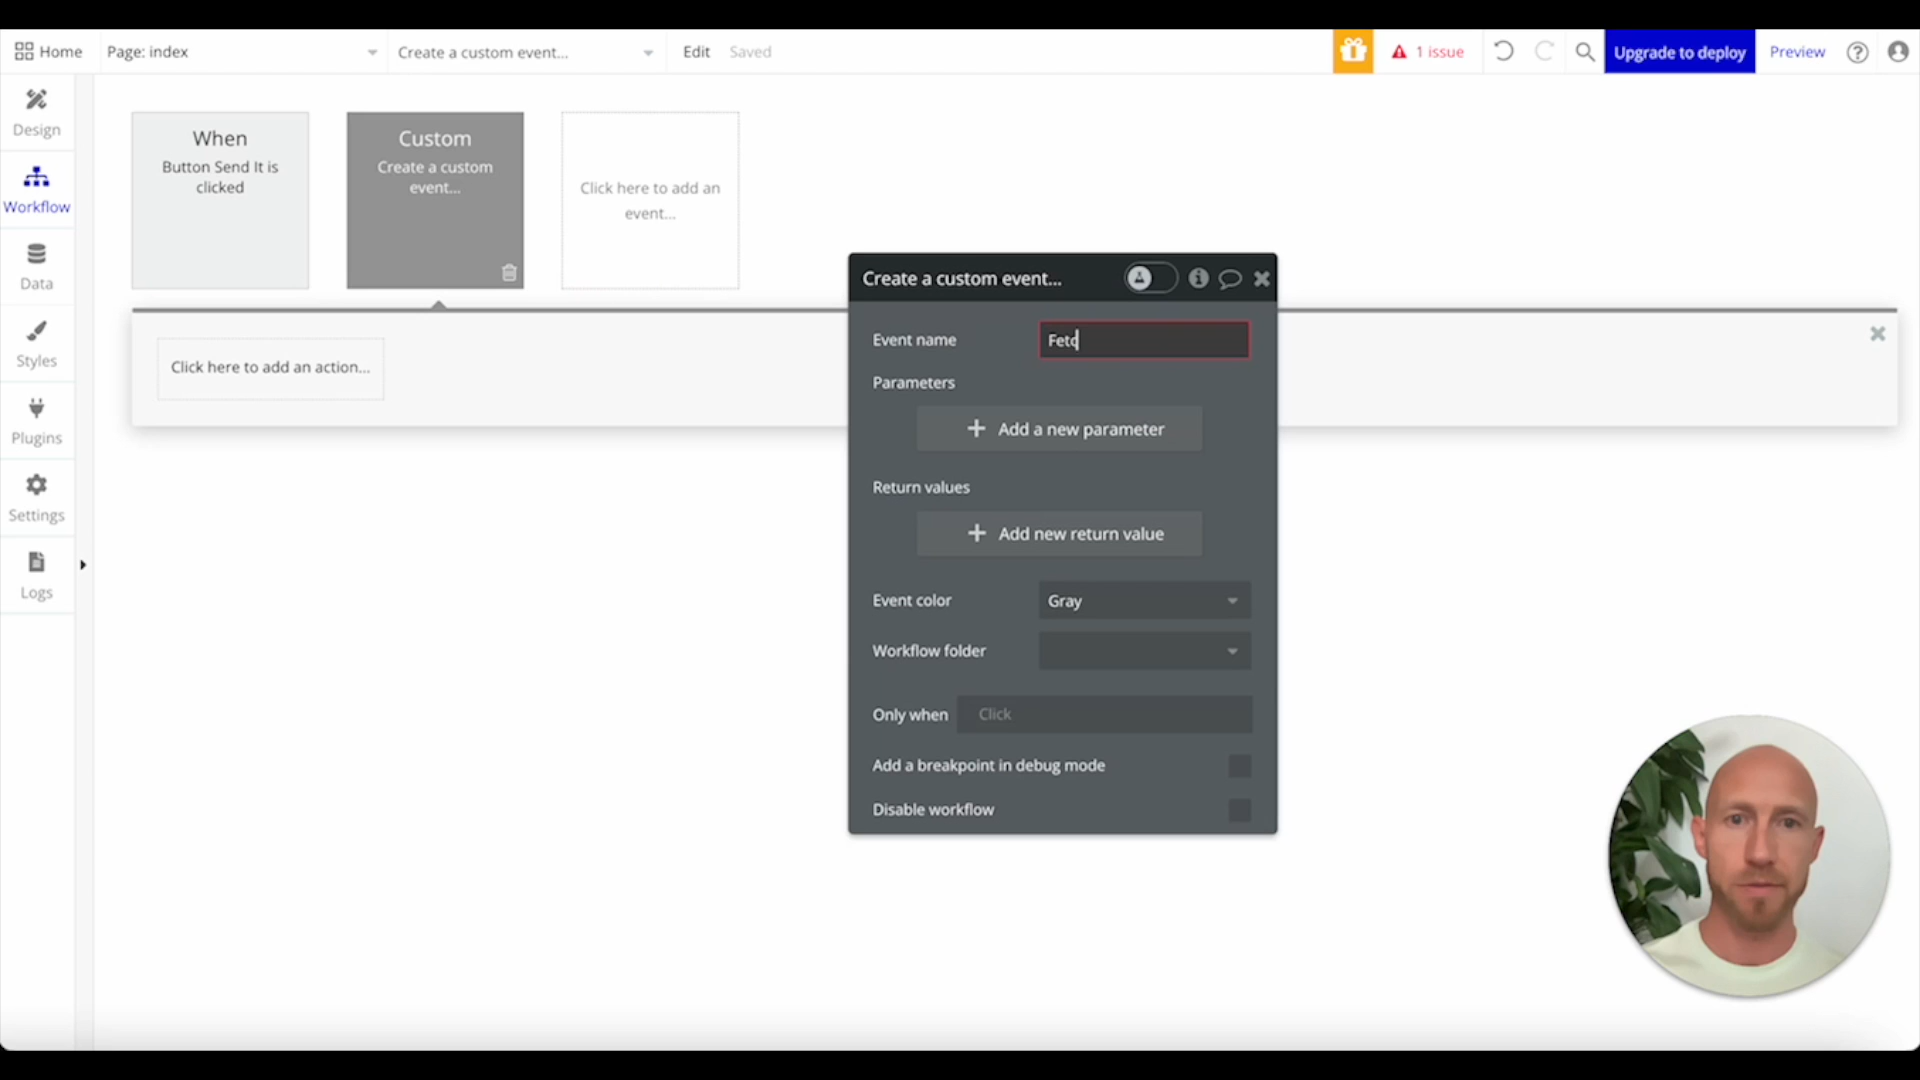 Home
Page: index
Create a custom event...
Edit
Saved
1 issue
Upgrade to deploy
Preview
Design
Workflow
Data
Styles
Plugins
Settings
Logs
When
Button Send It is
clicked
Custom
Create a custom
event...
Click here to add an
event...
Click here to add an action...
Create a custom event...
Event name
Fetc
Parameters
+ Add a new parameter
Return values
+ Add new return value
Event color
Gray
Workflow folder
Only when
Click
Add a breakpoint in debug mode
Disable workflow